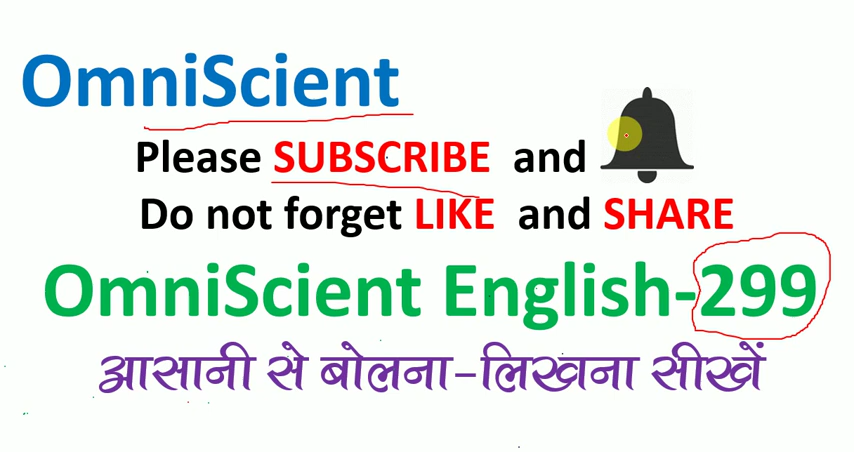 OmniScient
Please SUBSCRIBE and
Do not forget LIKE and SHARE
OmniScient English-299
आसानी से बोलना-लिखना सीखें